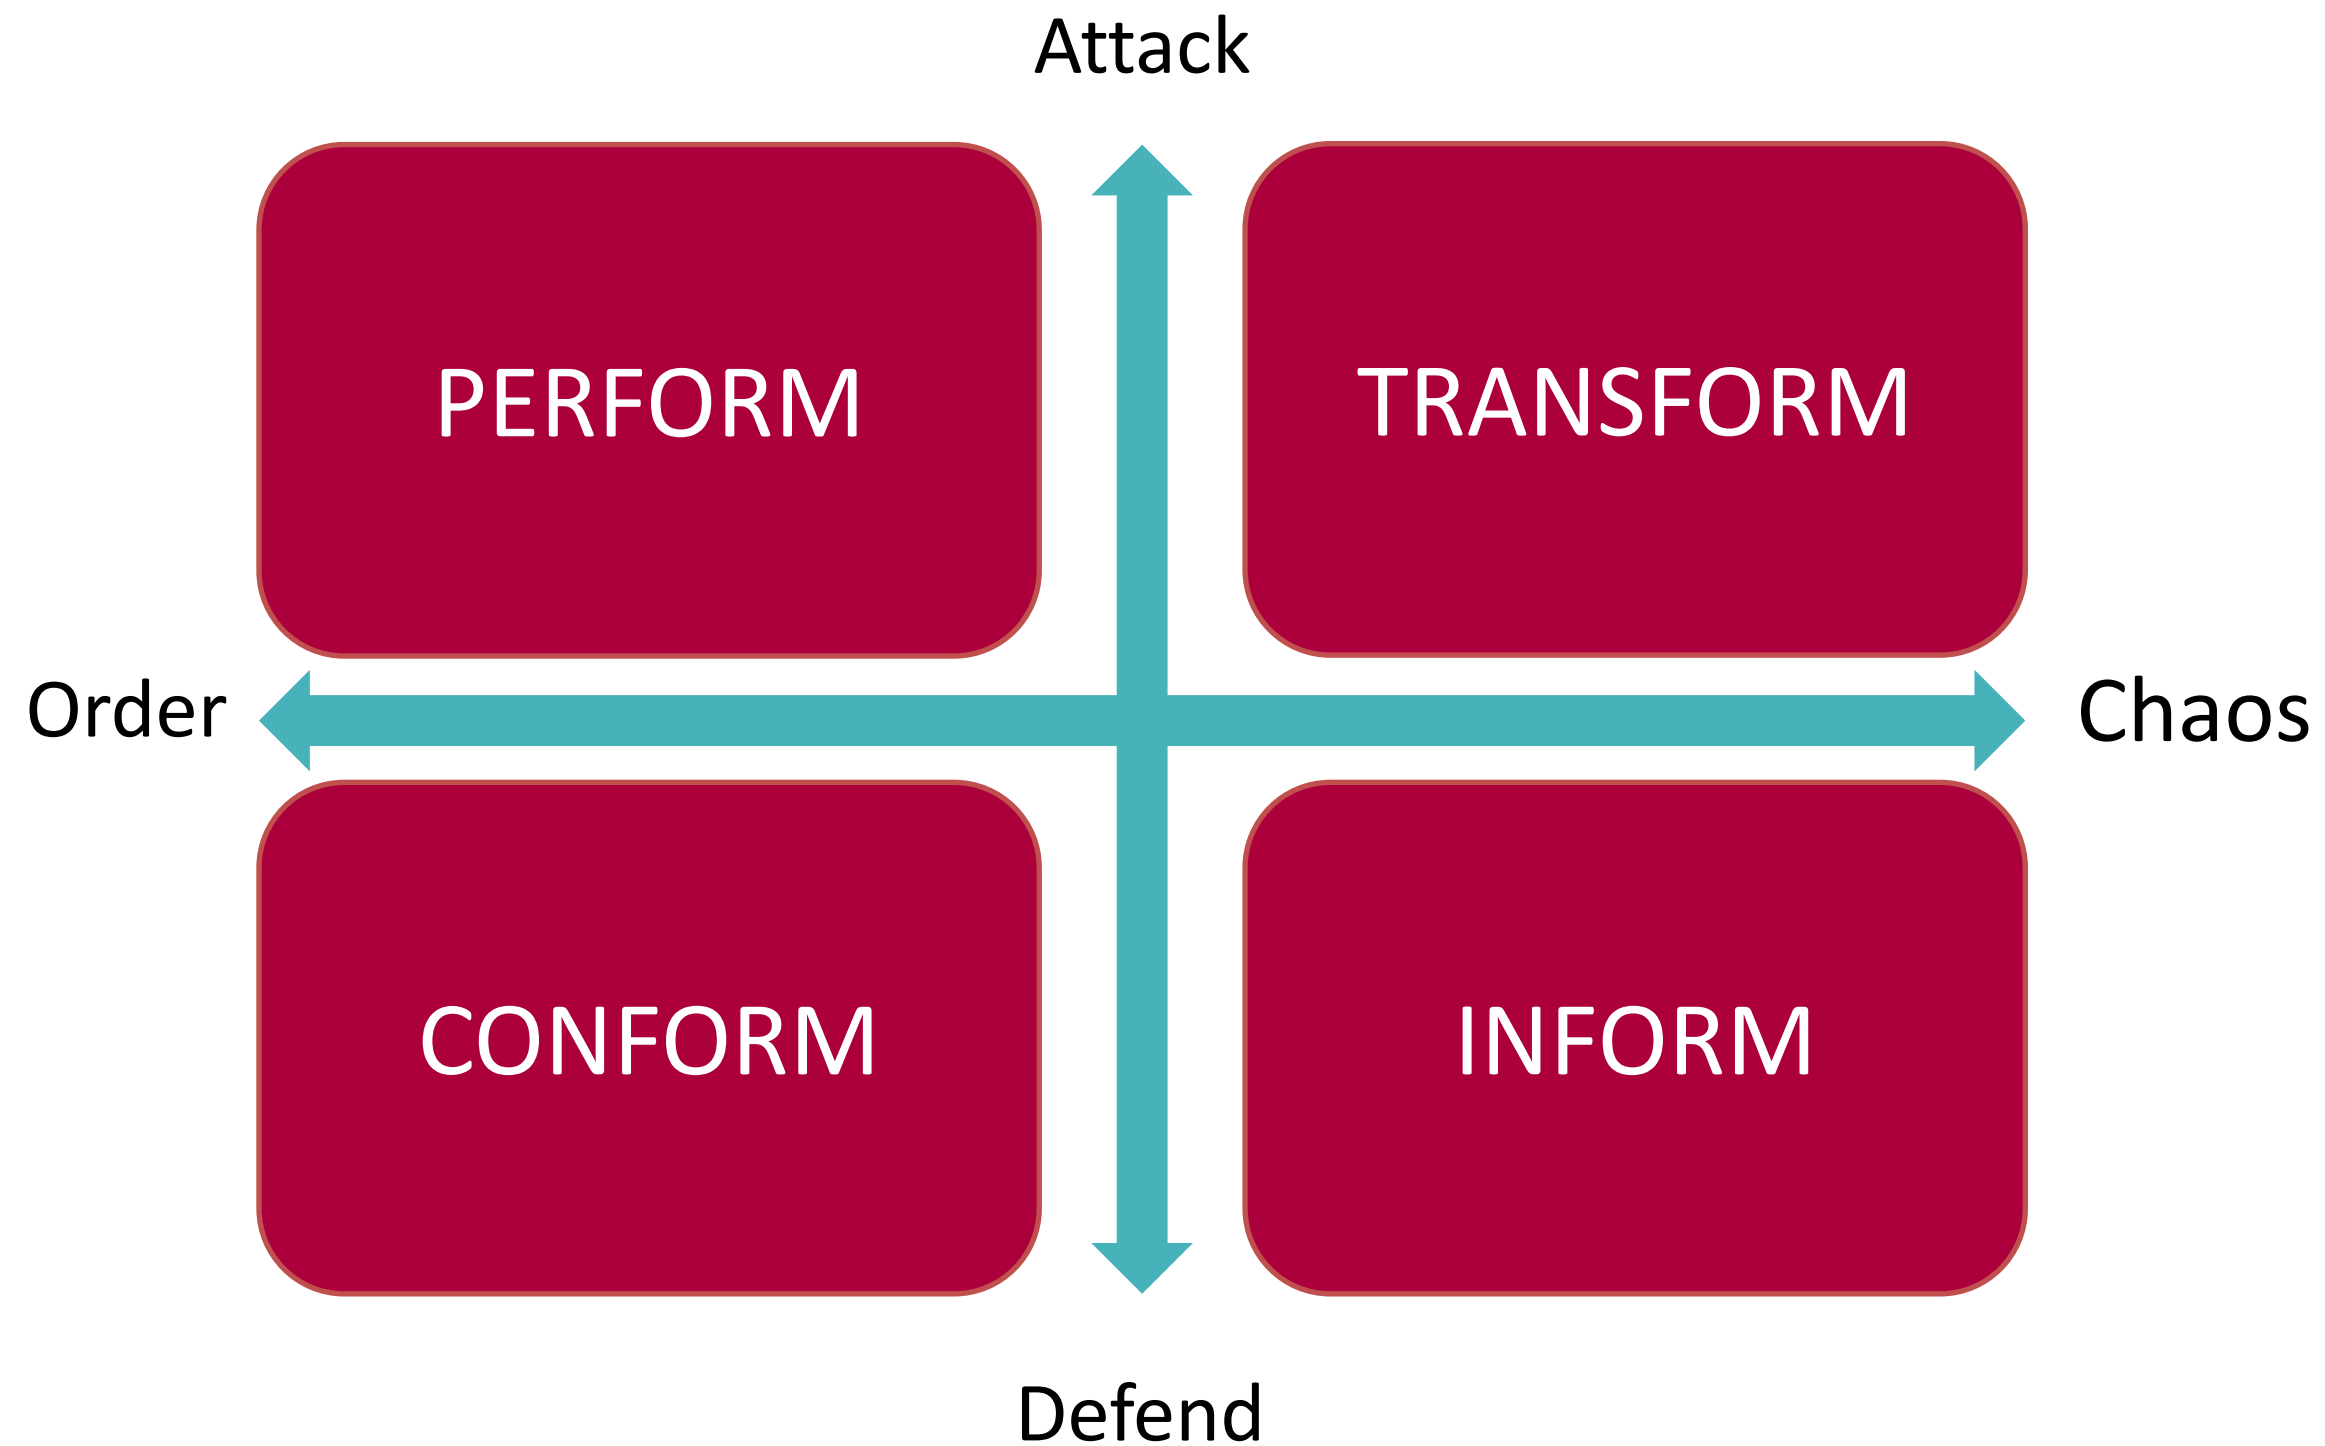 Attack
PERFORM
TRANSFORM
Order
Chaos
CONFORM
INFORM
Defend